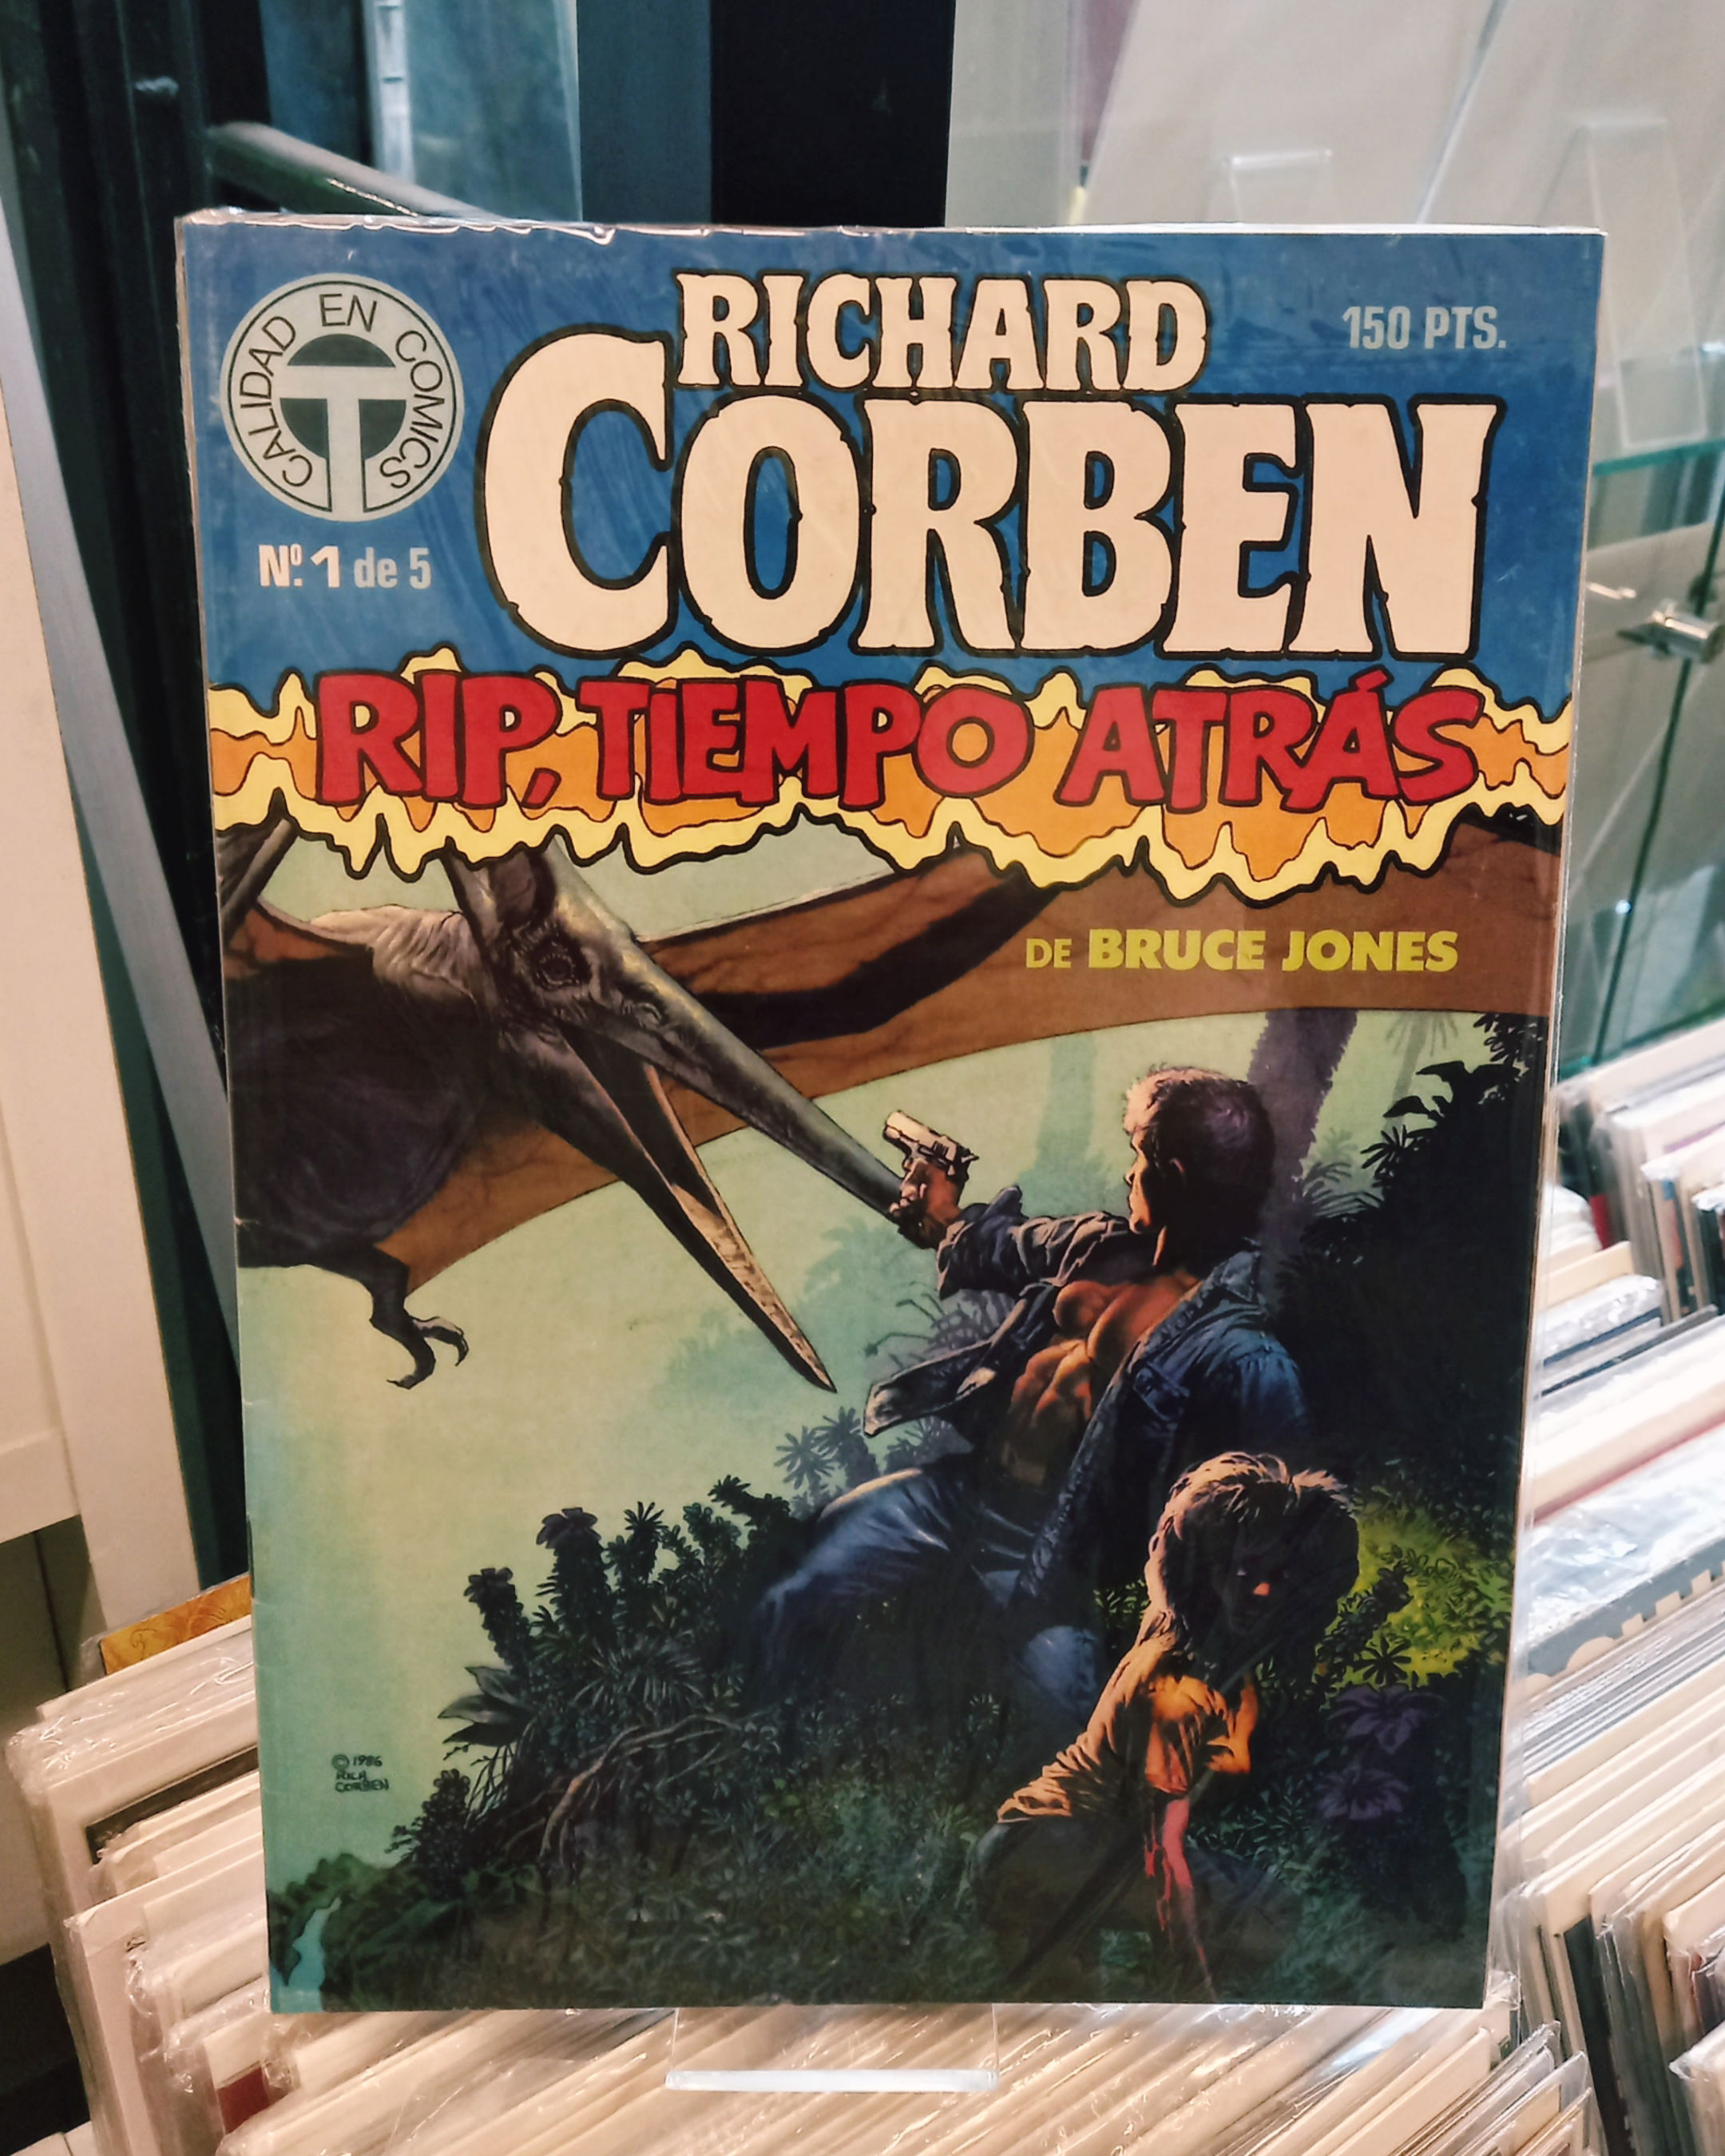 CALIDAD EN COMICS
T
Nº. 1 de 5
RICHARD
CORBEN
150 PTS.
RIP, TIEMPO ATRÁS
DE BRUCE JONES
© 1986
RICH
CORBEN